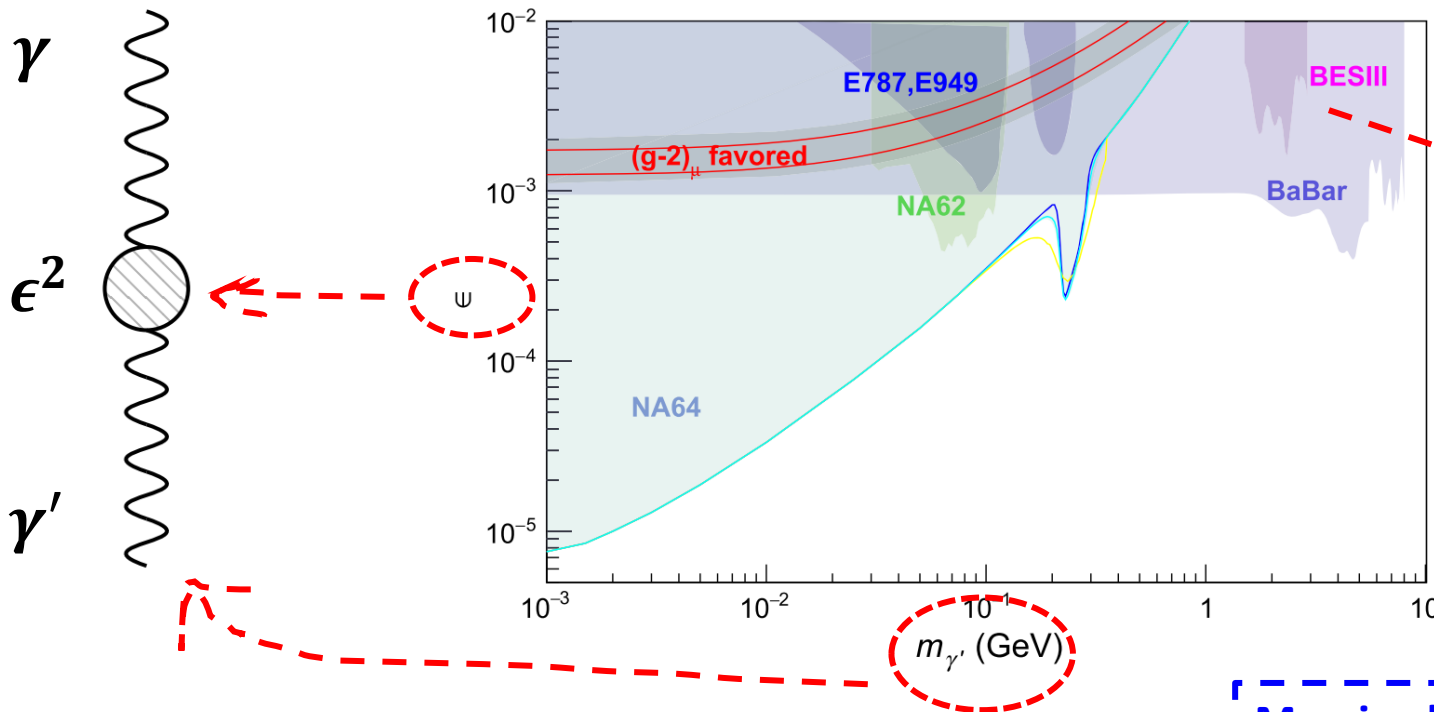 γ
ϵ²
γ′
ϵ
10⁻²
10⁻³
10⁻⁴
10⁻⁵
E787,E949
BESIII
(g-2)μ favored
NA62
BaBar
NA64
10⁻³ 10⁻² 10⁻¹ 1 10
mγ′ (GeV)